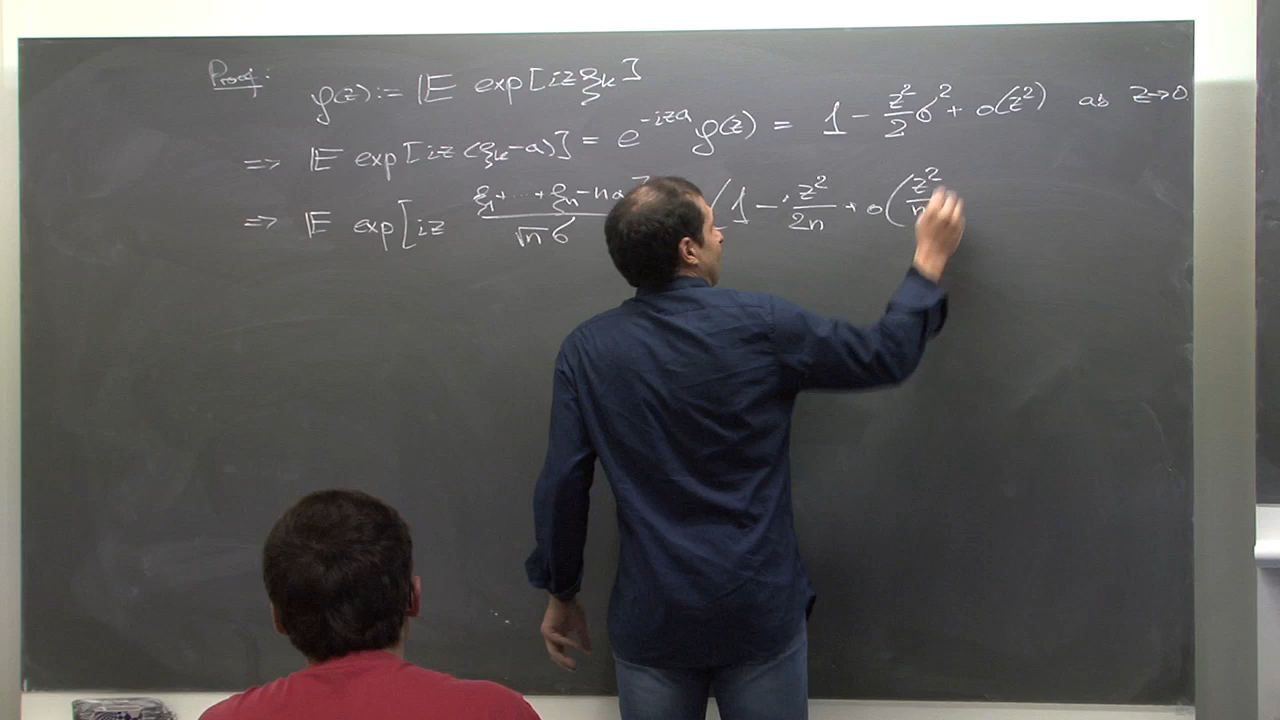 Proof:
φ(z) := 𝔼 exp[izξ_k]
=> 𝔼 exp[iz(ξ_k-a)] = e^{-iza} φ(z) = 1 - z²/2 σ² + o(z²) as z→0
=> 𝔼 exp[iz (ξ_1+...+ξ_n-na)/(√n σ)] (1 - z²/2n + o(z²/n